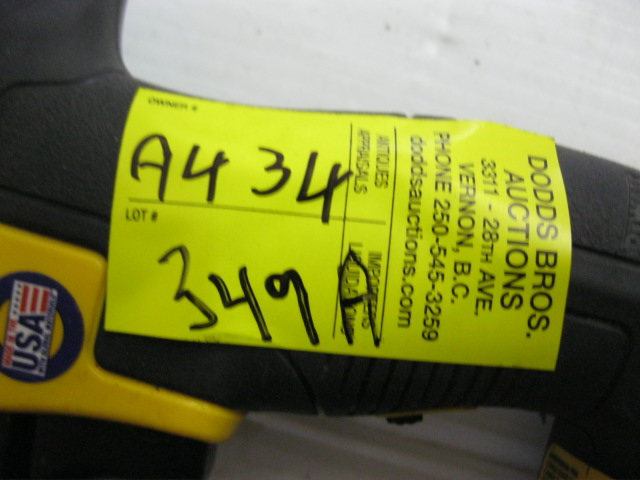 OWNER #
A434
LOT #
349
ANTIQUES
APPRAISALS
DODDS BROS.
AUCTIONS
3311 - 28TH AVE.
VERNON, B.C.
PHONE 250-545-3259
doddsauctions.com
USA